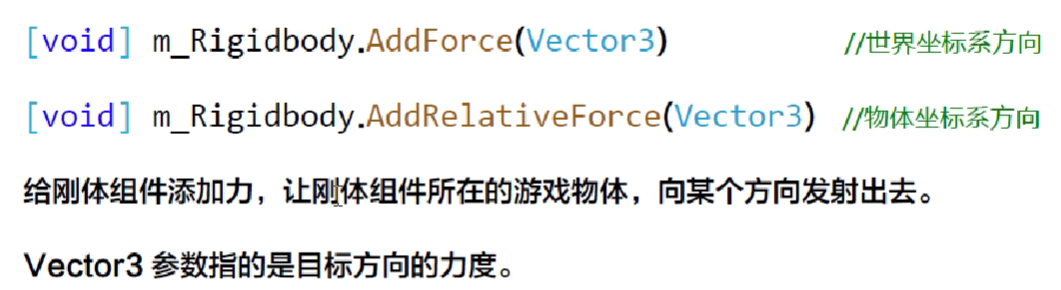 [void] m_Rigidbody.AddForce(Vector3) //世界坐标系方向
[void] m_Rigidbody.AddRelativeForce(Vector3) //物体坐标系方向
给刚体组件添加力，让刚体组件所在的游戏物体，向某个方向发射出去。
Vector3 参数指的是目标方向的力度。